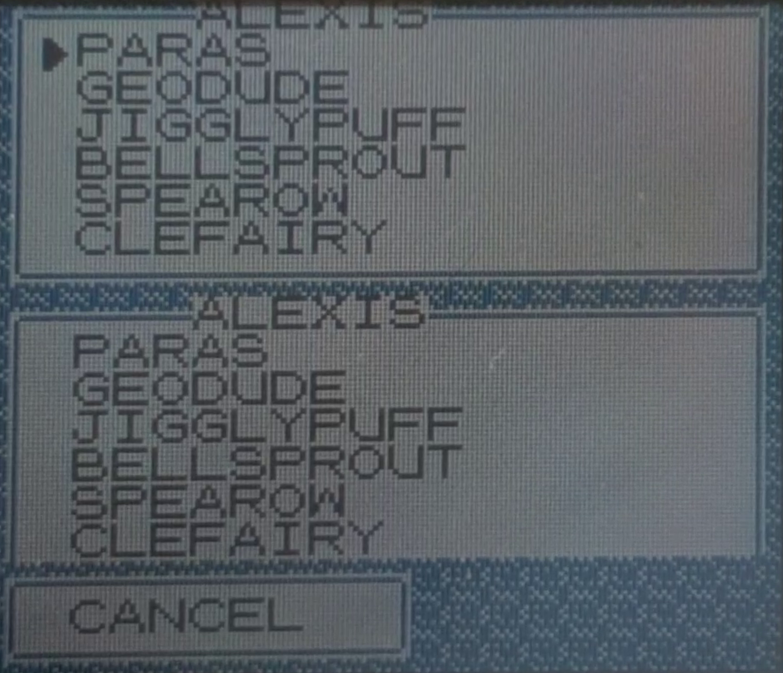 ALEXIS
PARAS
GEODUDE
JIGGLYPUFF
BELLSPROUT
SPEAROW
CLEFAIRY
ALEXIS
PARAS
GEODUDE
JIGGLYPUFF
BELLSPROUT
SPEAROW
CLEFAIRY
CANCEL